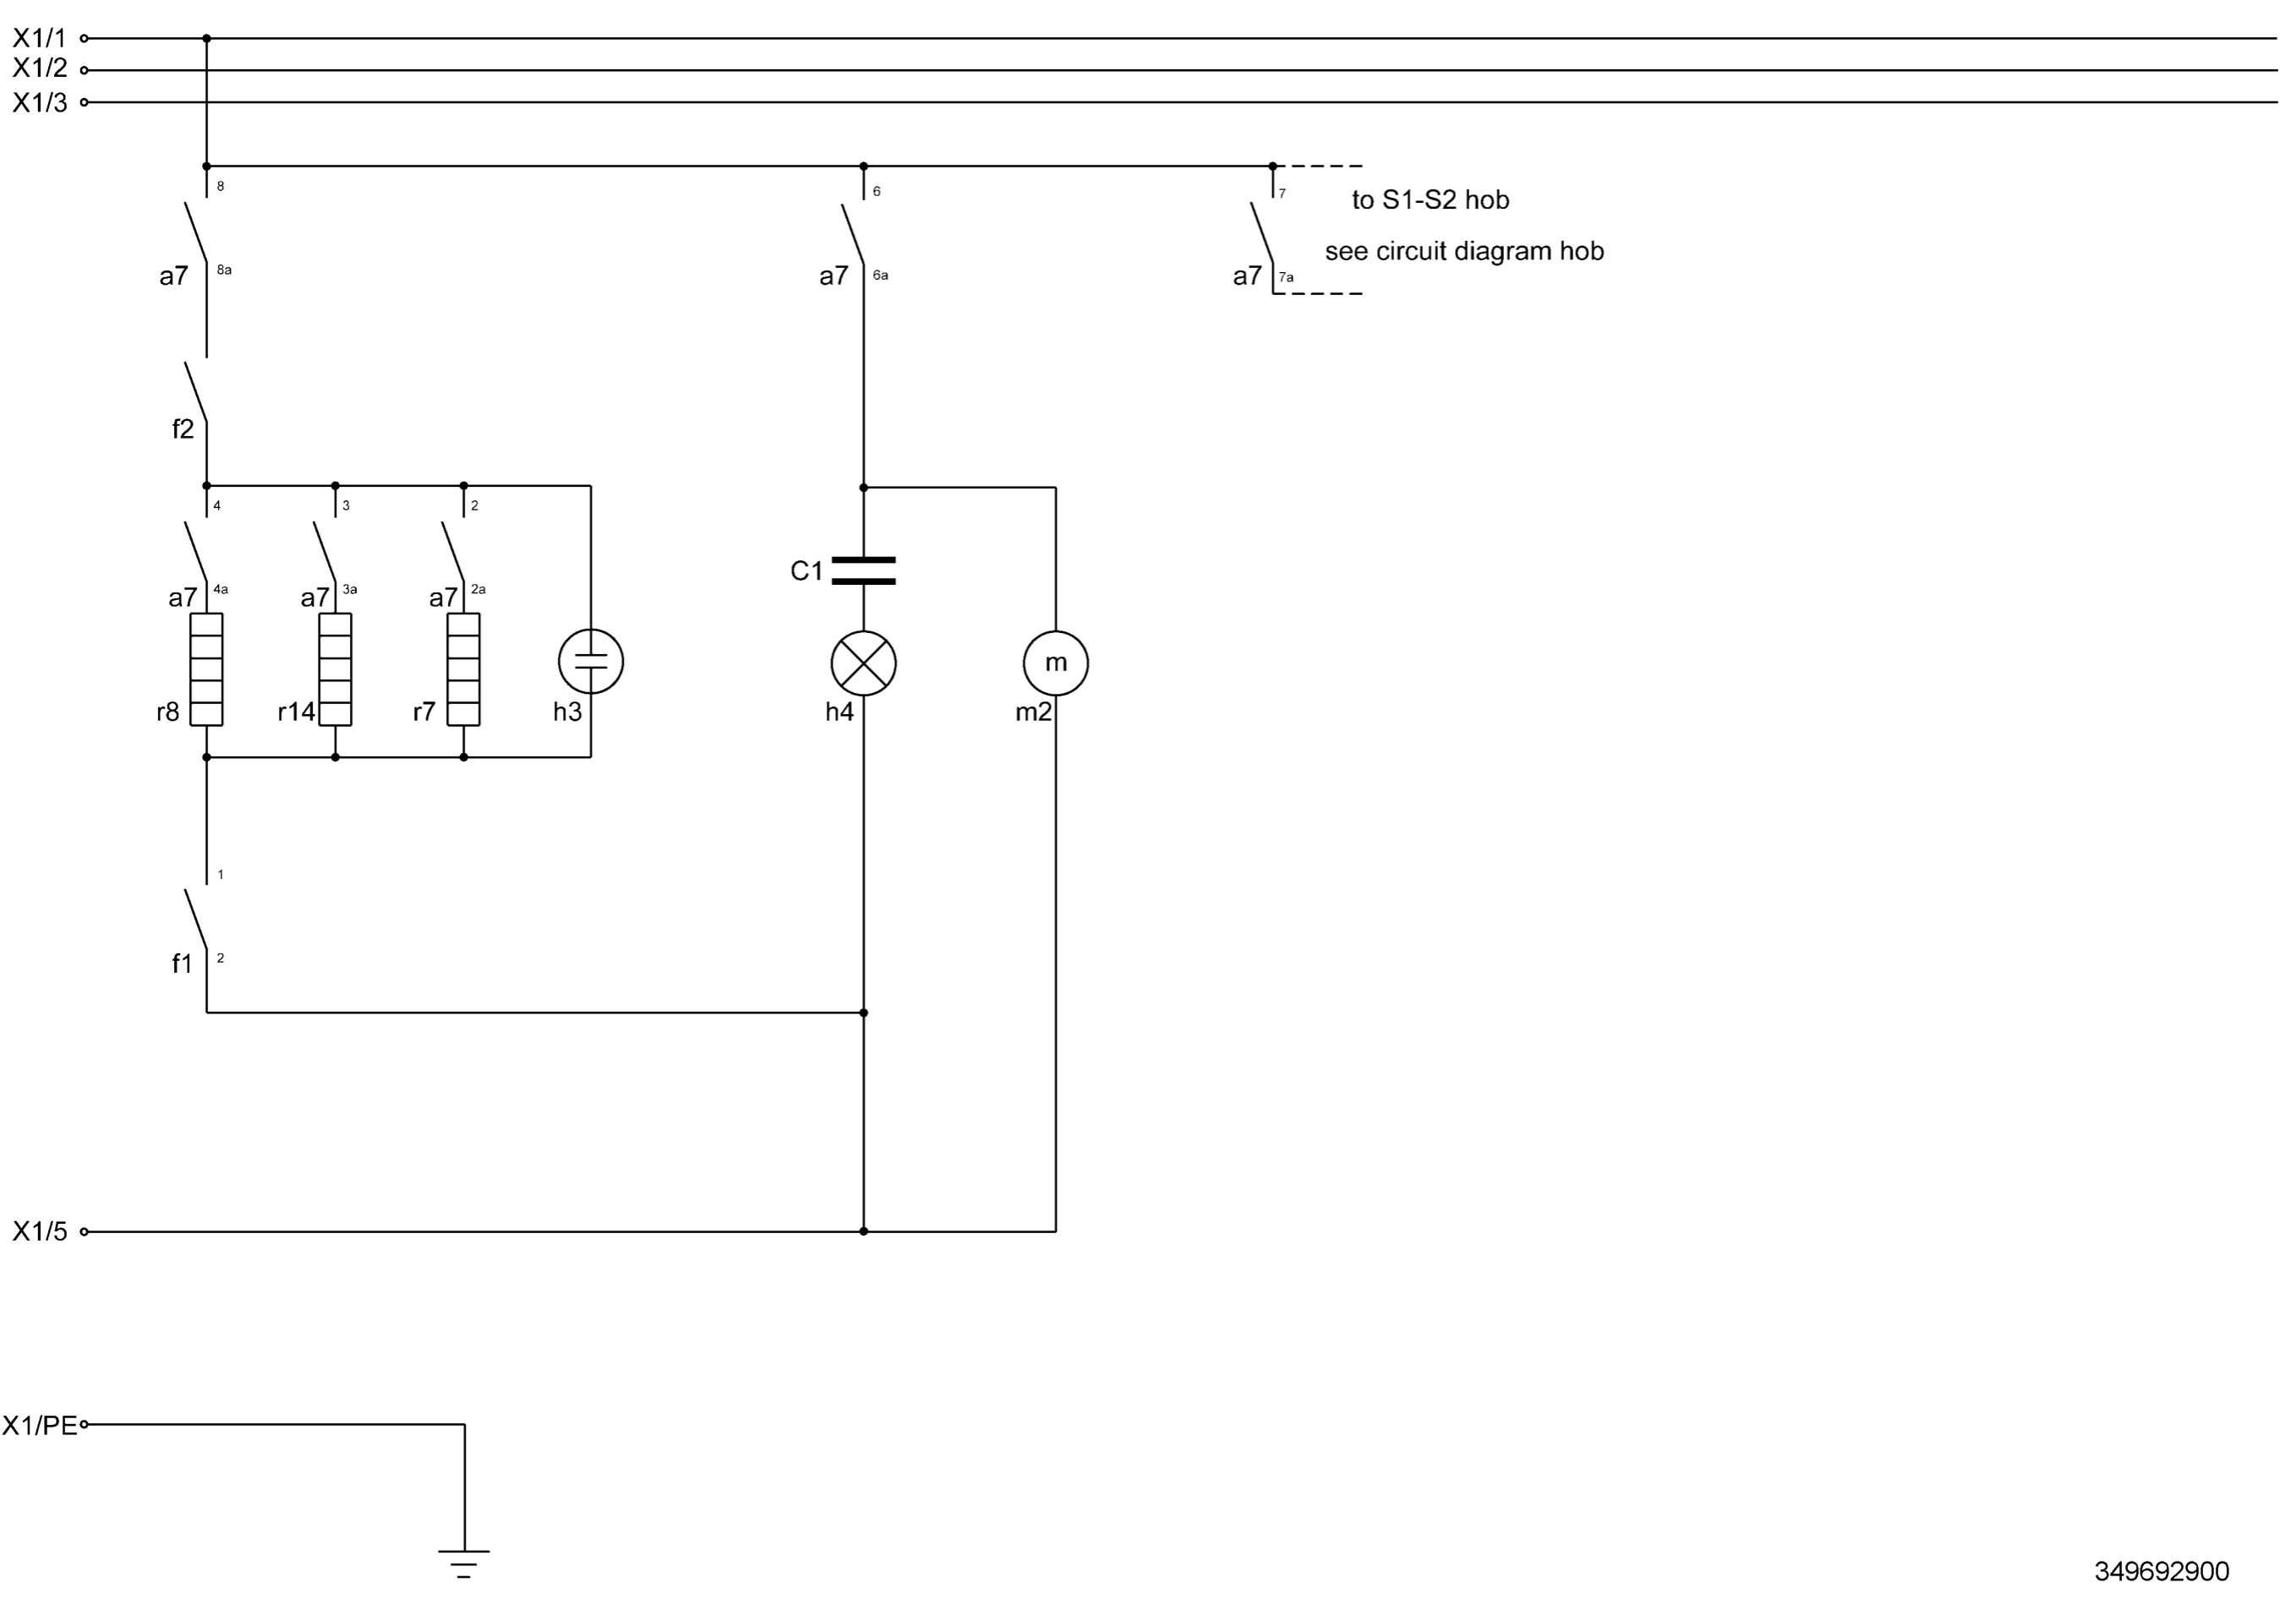 X1/1
X1/2
X1/3
8
6
7
to S1-S2 hob
see circuit diagram hob
a7 8a
a7 6a
a7 7a
f2
4 3 2
C1
a7 4a
a7 3a
a7 2a
m
r8 r14 r7 h3 h4 m2
1
f1 2
X1/5
X1/PE
349692900